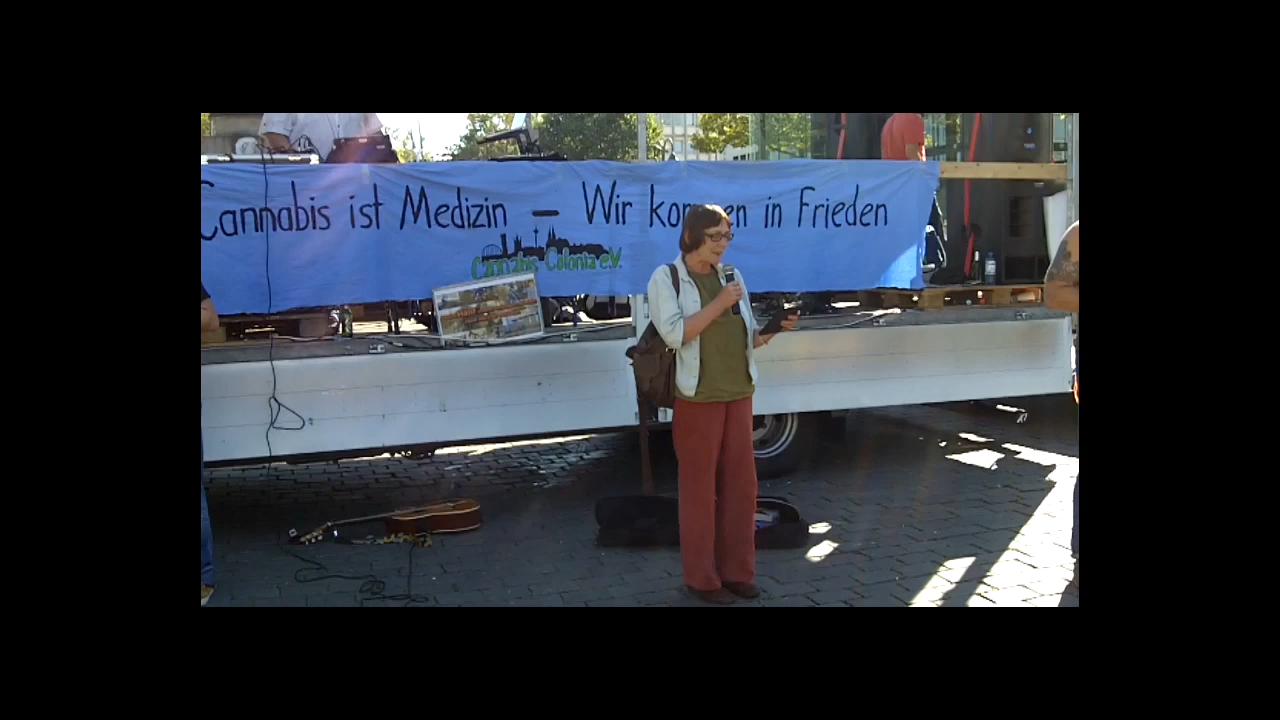 Cannabis ist Medizin – Wir kommen in Frieden
Cannabis Colonia e.V.